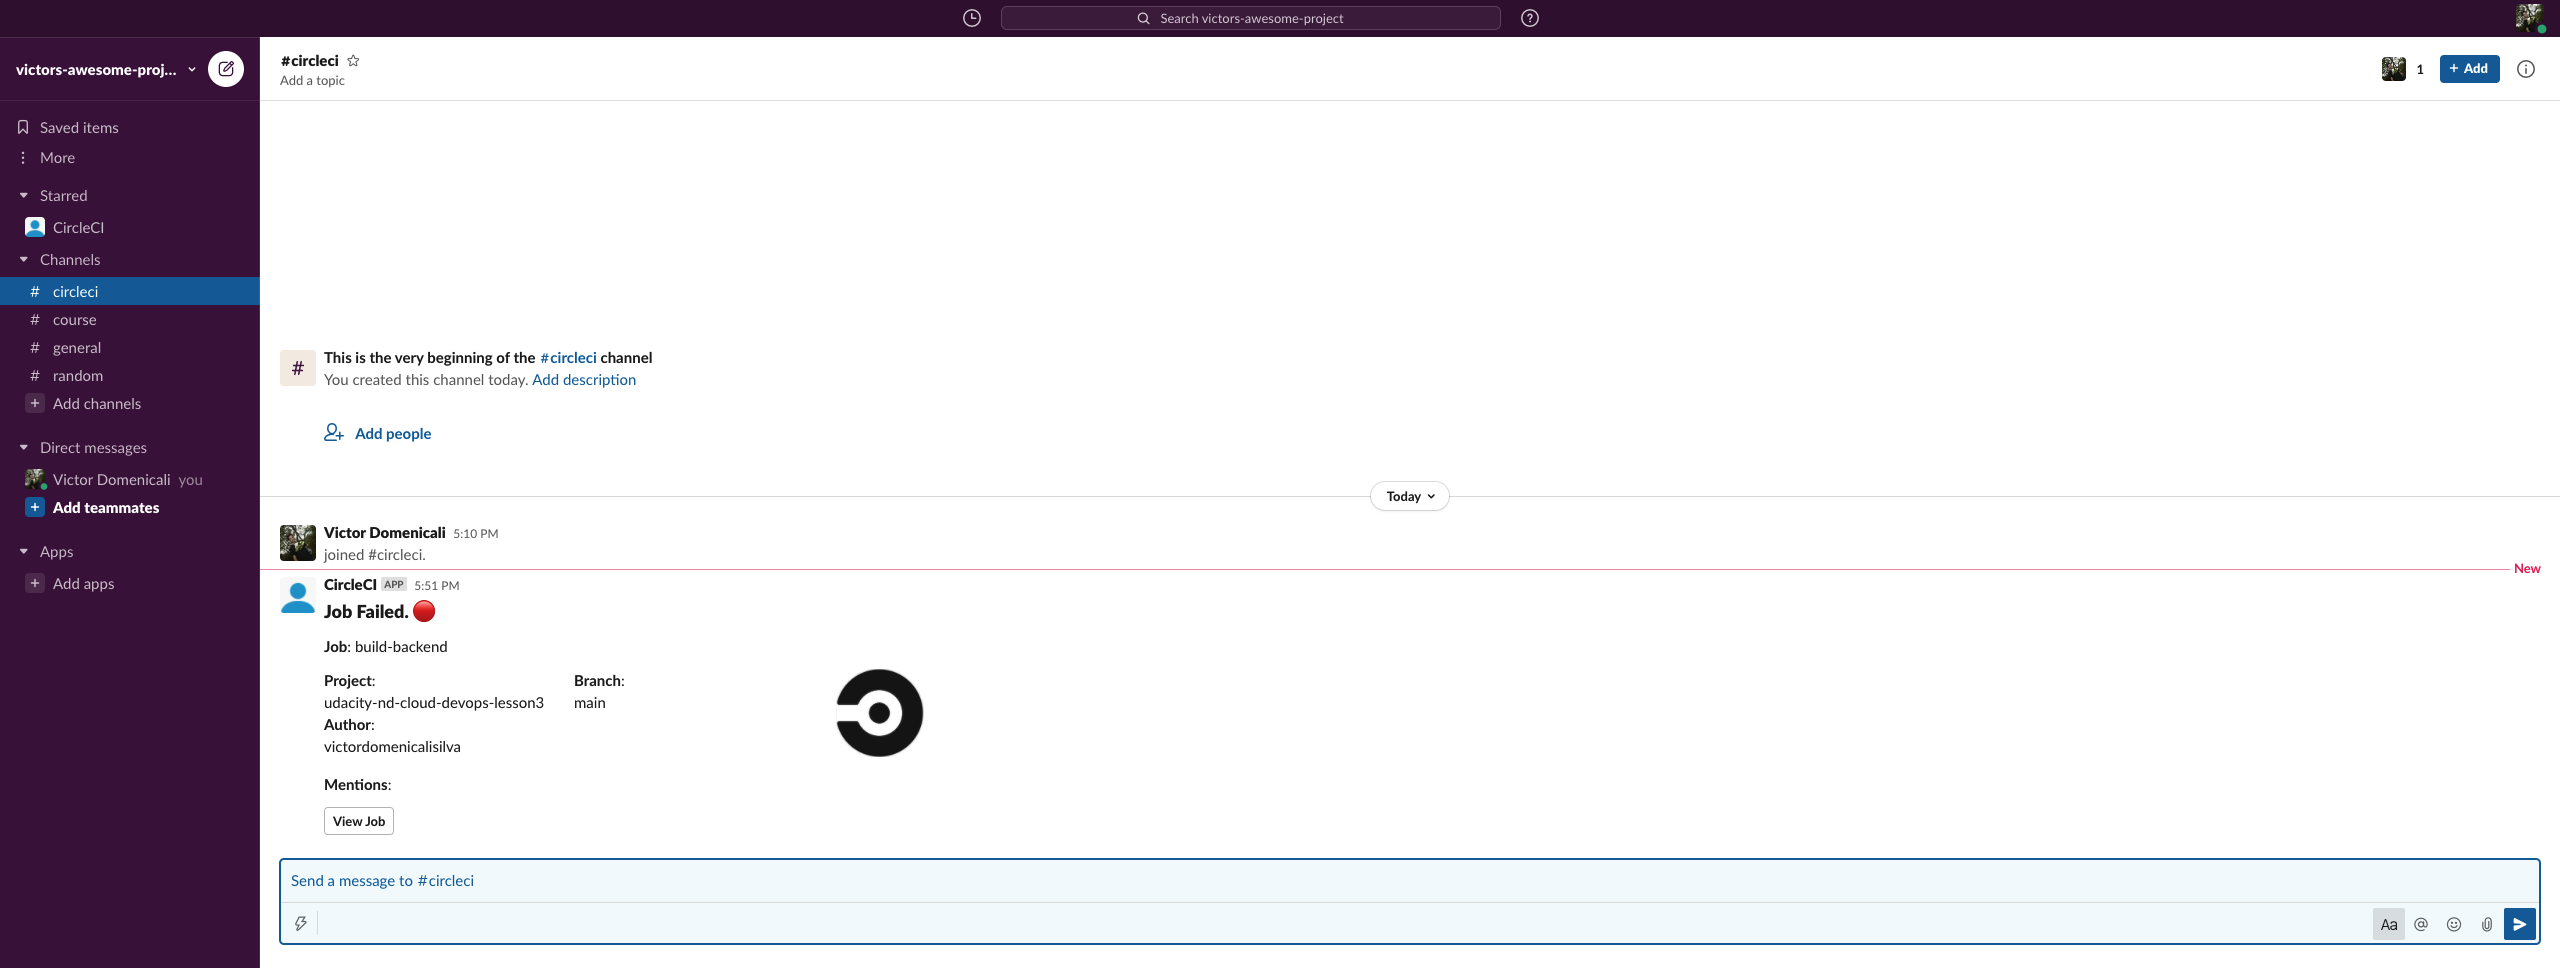 Search victors-awesome-project
victors-awesome-proj...
Saved items
More
Starred
CircleCI
Channels
# circleci
# course
# general
# random
+ Add channels
Direct messages
Victor Domenicali you
+ Add teammates
Apps
+ Add apps
#circleci
Add a topic
1
+ Add
# This is the very beginning of the #circleci channel
You created this channel today. Add description
Add people
Today
Victor Domenicali 5:10 PM
joined #circleci.
New
CircleCI APP 5:51 PM
Job Failed.
Job: build-backend
Project:
udacity-nd-cloud-devops-lesson3
Branch:
main
Author:
victordomenicalisilva
Mentions:
View Job
Send a message to #circleci
Aa @